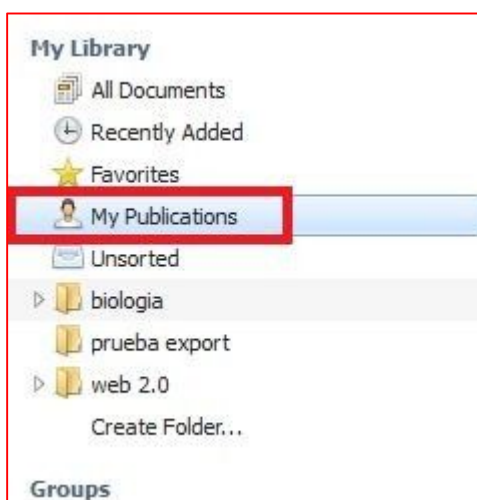 My Library
All Documents
Recently Added
Favorites
My Publications
Unsorted
biologia
prueba export
web 2.0
Create Folder...
Groups